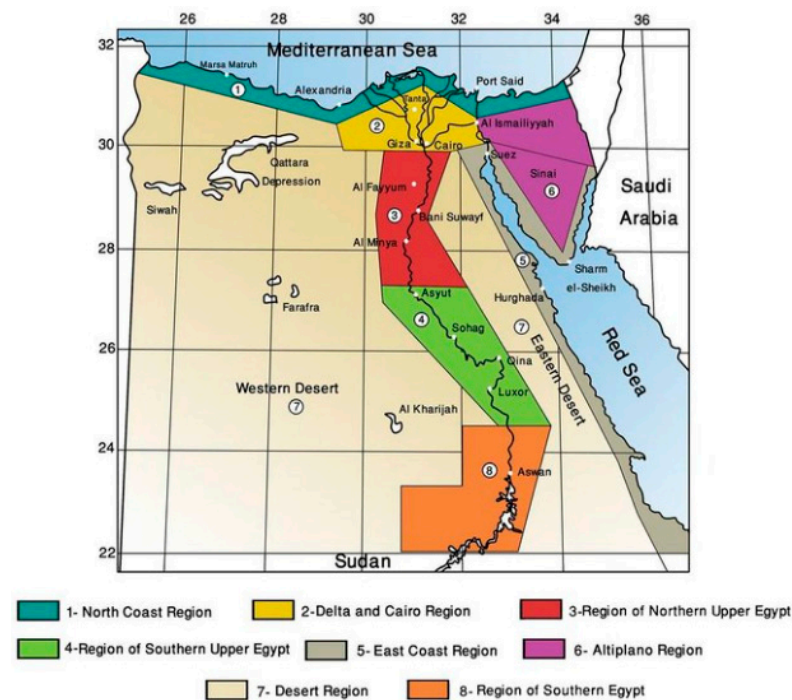 26 28 30 32 34 36
32
Mediterranean Sea
Marsa Matruh
1
Alexandria
Port Said
Tanta
2
Al Ismailiyyah
30
Giza
Cairo
Suez
Qattara
Depression
Sinai
6
Siwah
Al Fayyum
Saudi
Arabia
3
Bani Suwayf
28
Al Minya
5
Sharm
el-Sheikh
Asyut
Hurghada
Farafra
4
Sohag
7
Red Sea
26
Qina
Eastern Desert
Western Desert
Luxor
7
Al Kharijah
24
8
Aswan
22
Sudan
1- North Coast Region
2-Delta and Cairo Region
3-Region of Northern Upper Egypt
4-Region of Southern Upper Egypt
5- East Coast Region
6- Altiplano Region
7- Desert Region
8- Region of Southern Egypt